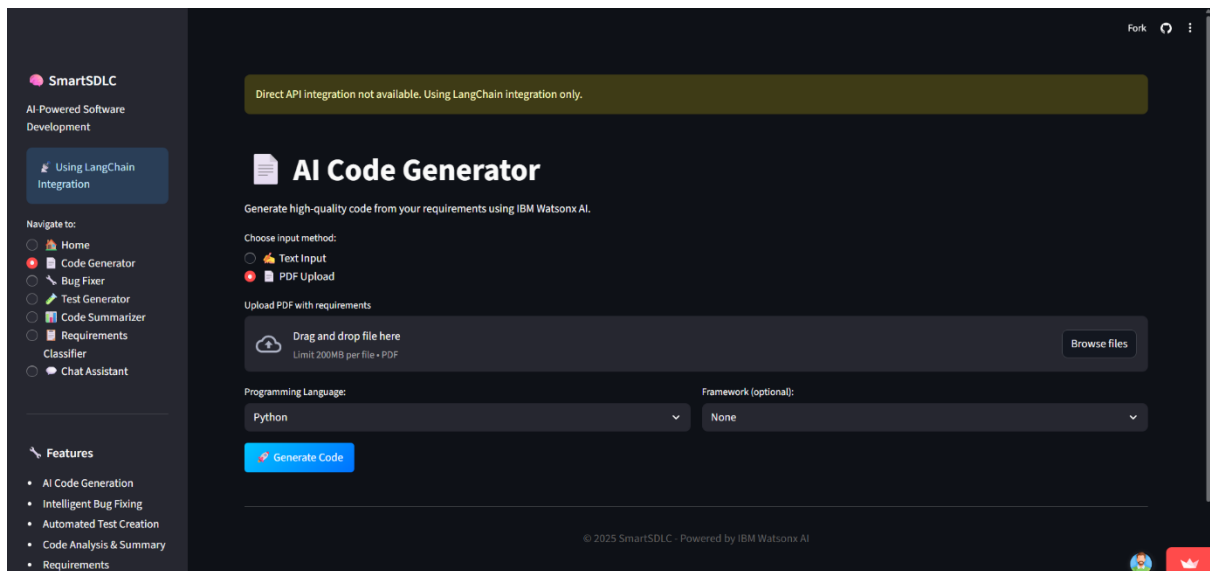 Fork
🧠 SmartSDLC
AI-Powered Software
Development
Using LangChain
Integration
Navigate to:
Home
Code Generator
Bug Fixer
Test Generator
Code Summarizer
Requirements
Classifier
Chat Assistant
Features
• AI Code Generation
• Intelligent Bug Fixing
• Automated Test Creation
• Code Analysis & Summary
• Requirements
Direct API integration not available. Using LangChain integration only.
AI Code Generator
Generate high-quality code from your requirements using IBM Watsonx AI.
Choose input method:
Text Input
PDF Upload
Upload PDF with requirements
Drag and drop file here
Limit 200MB per file • PDF
Browse files
Programming Language:
Framework (optional):
Python
None
Generate Code
© 2025 SmartSDLC - Powered by IBM Watsonx AI